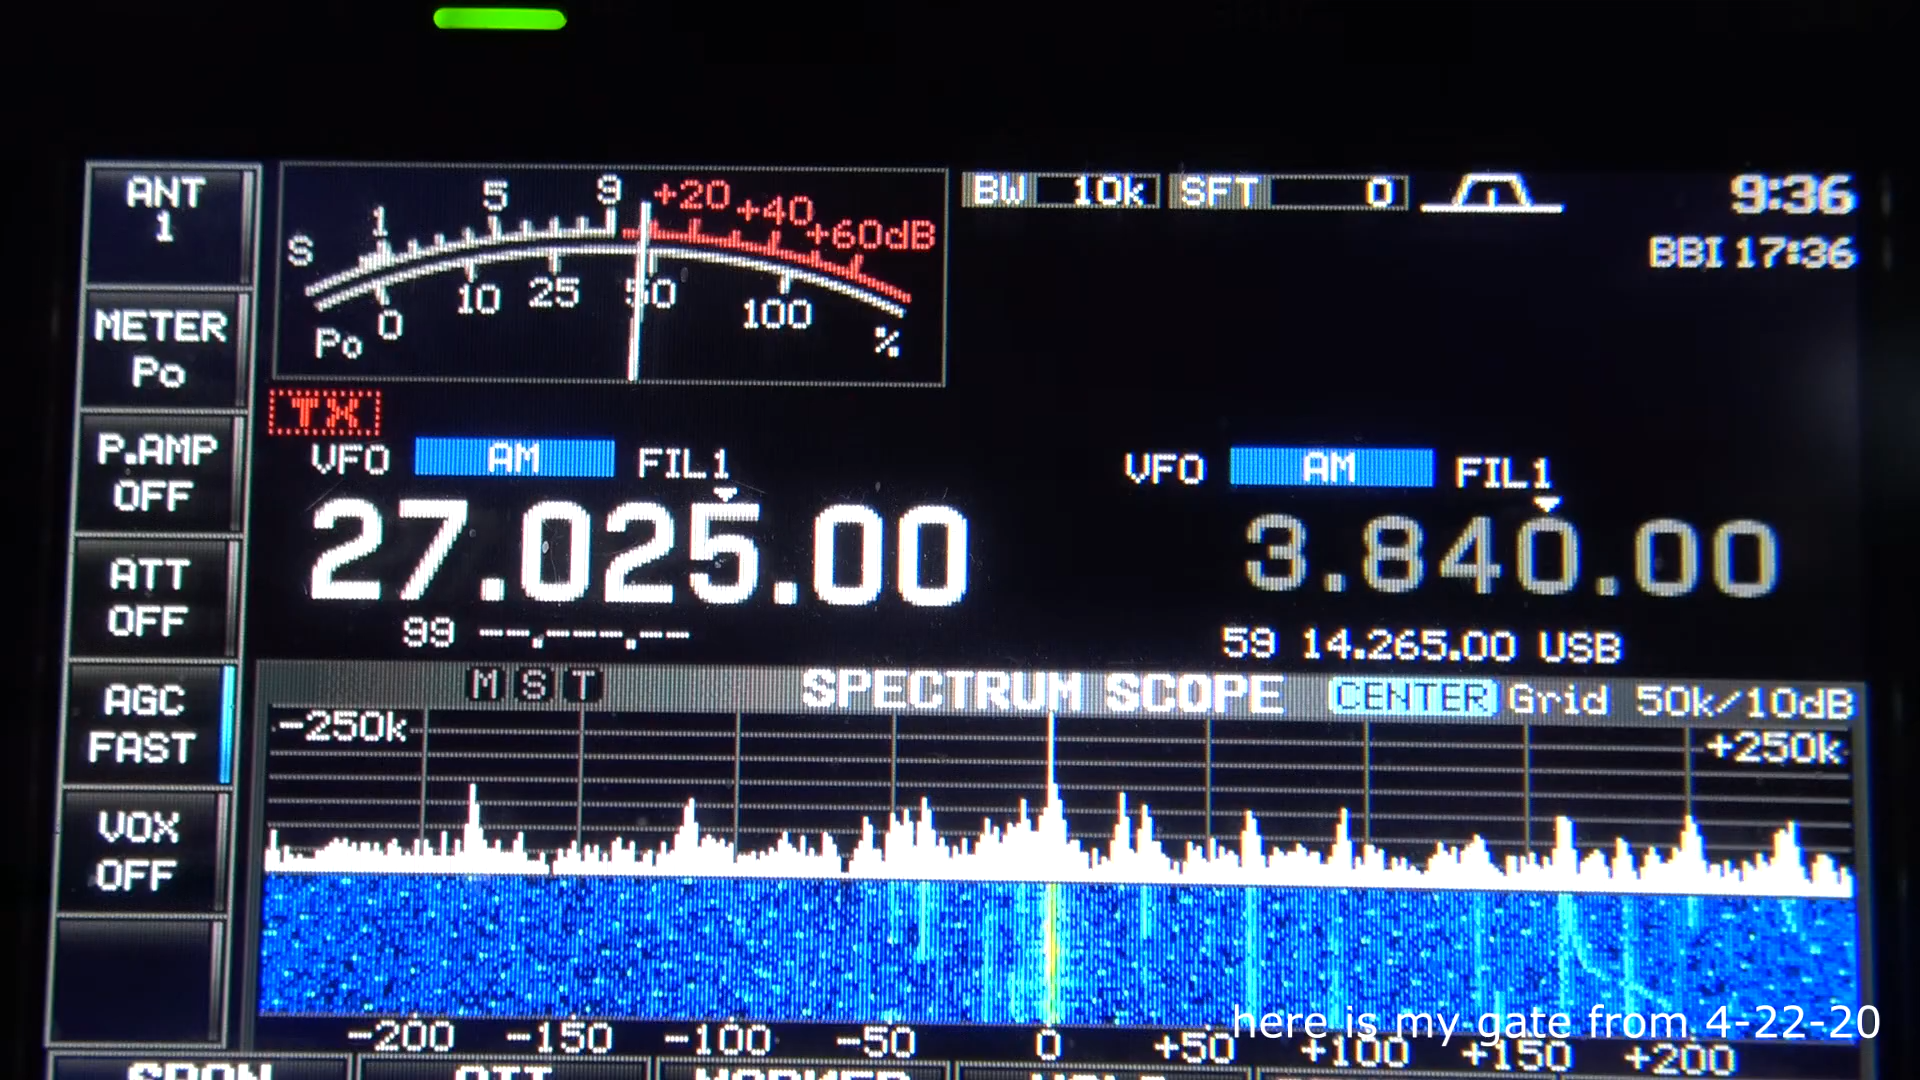 ANT
1
METER
Po
P.AMP
OFF
ATT
OFF
AGC
FAST
VOX
OFF
S 1 5 9 +20 +40 +60dB
Po 0 10 25 50 100 %
BW 10k SFT 0
9:36
BBI 17:36
TX
VFO AM FIL1
27.025.00
99 --.---.--
VFO AM FIL1
3.840.00
59 14.265.00 USB
M S T SPECTRUM SCOPE CENTER Grid 50k/10dB
-250k +250k
-200 -150 -100 -50 0 +50 +100 +150 +200
here is my gate from 4-22-20